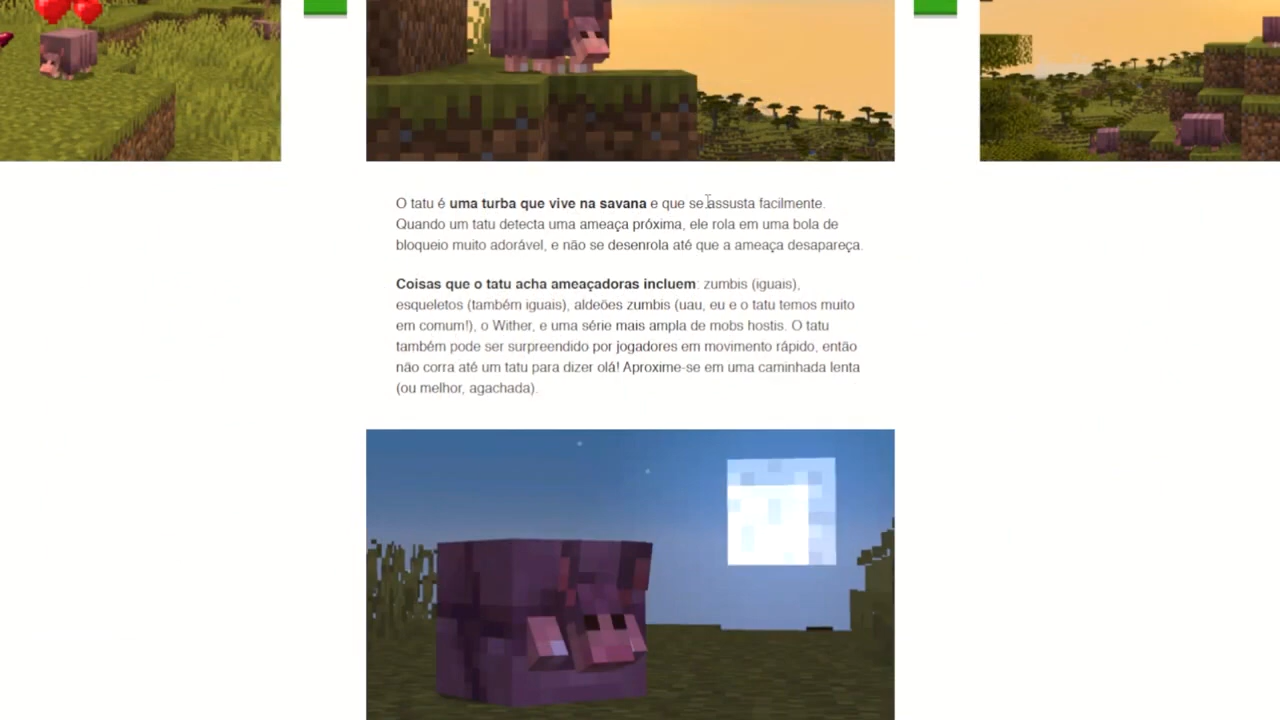 O tatu é uma turba que vive na savana e que se assusta facilmente.
Quando um tatu detecta uma ameaça próxima, ele rola em uma bola de
bloqueio muito adorável, e não se desenrola até que a ameaça desapareça.
Coisas que o tatu acha ameaçadoras incluem: zumbis (iguais),
esqueletos (também iguais), aldeões zumbis (uau, eu e o tatu temos muito
em comum!), o Wither, e uma série mais ampla de mobs hostis. O tatu
também pode ser surpreendido por jogadores em movimento rápido, então
não corra até um tatu para dizer olá! Aproxime-se em uma caminhada lenta
(ou melhor, agachada).